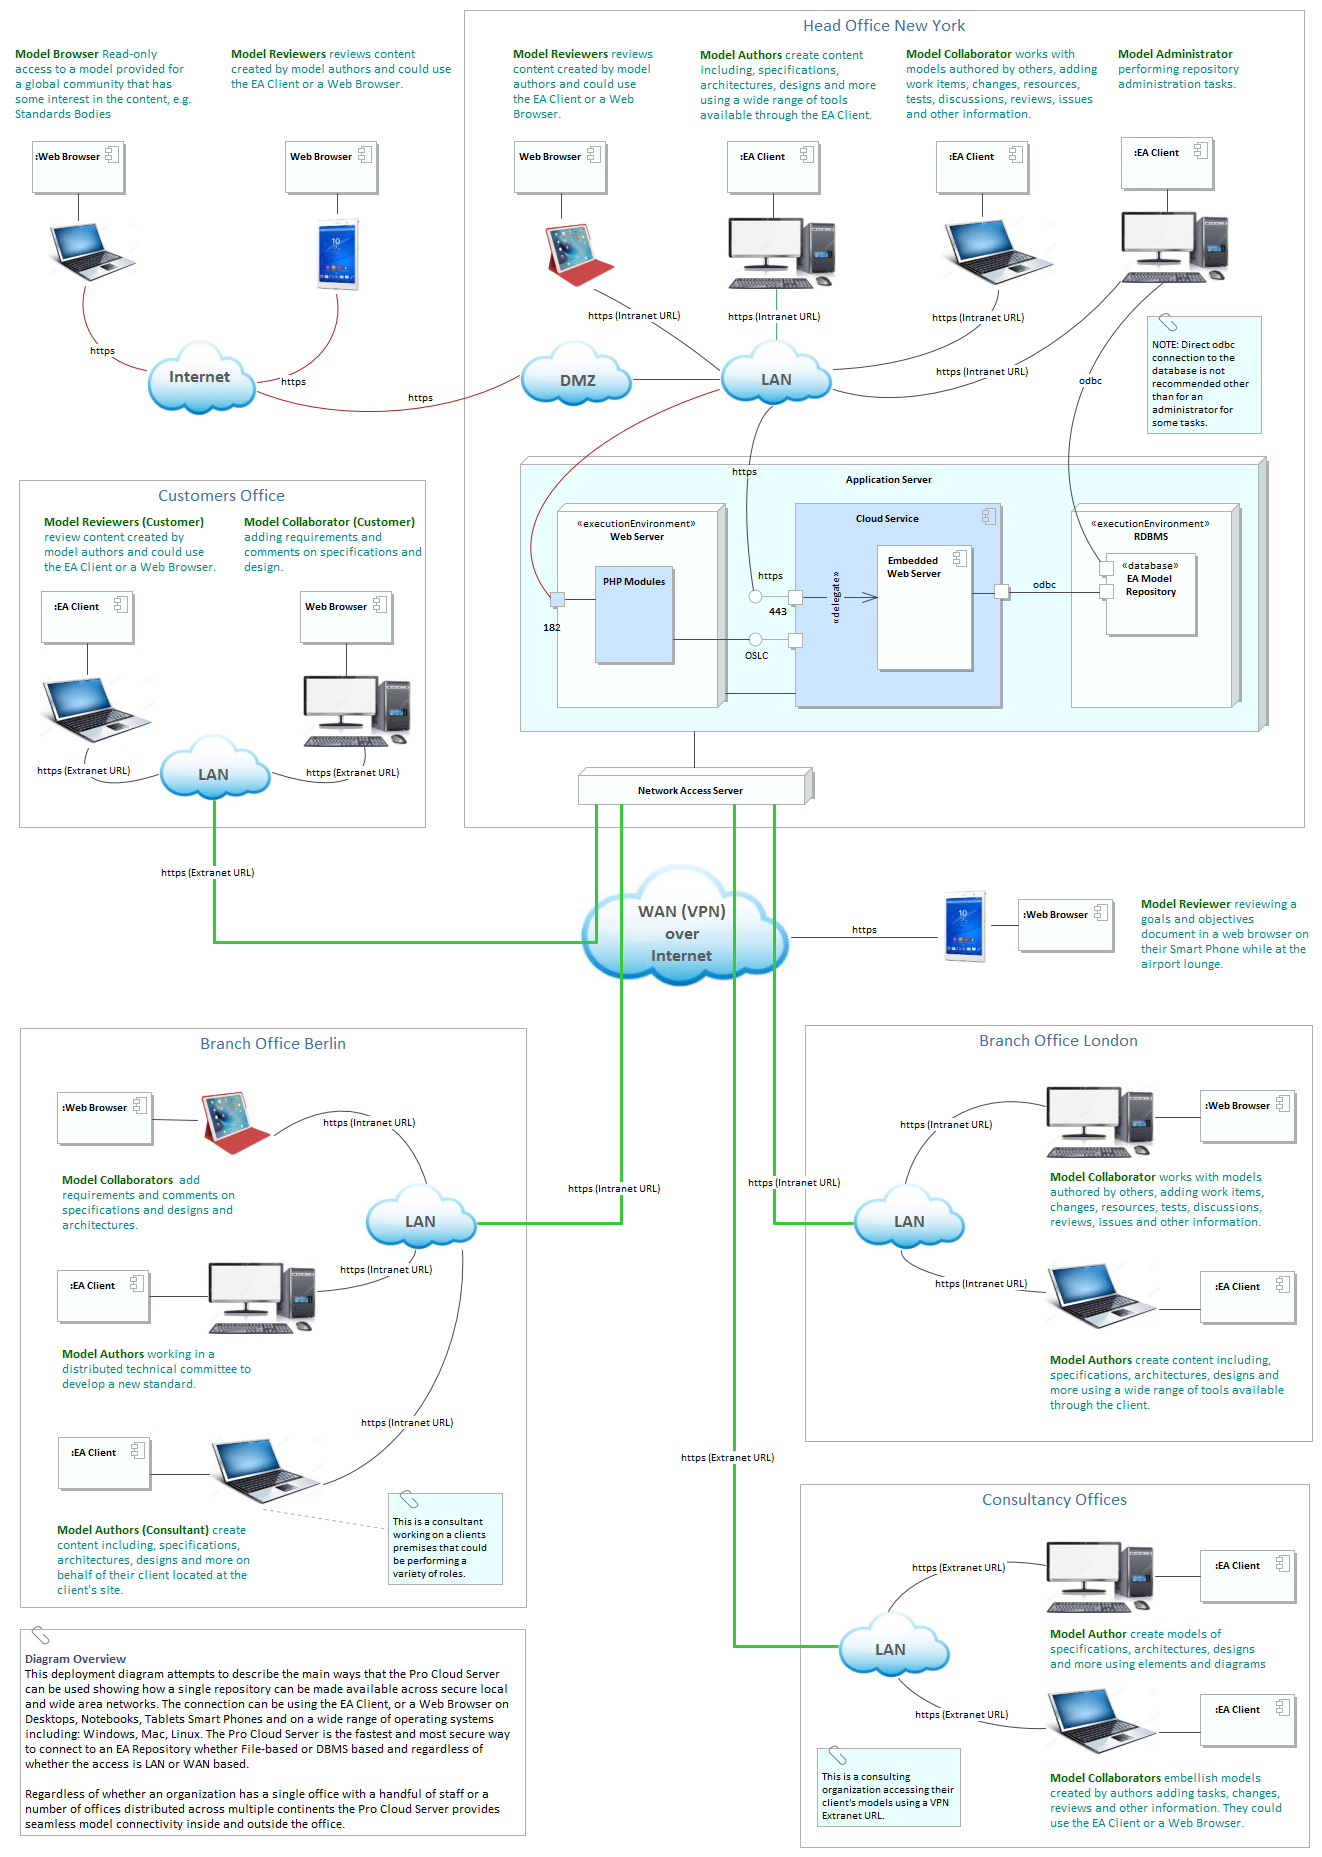 Head Office New York
Model Browser Read-only
access to a model provided for
a global community that has
some interest in the content, e.g.
Standards Bodies
Model Reviewers reviews content
created by model authors and could use
the EA Client or a Web Browser.
Model Reviewers reviews
content created by model
authors and could use
the EA Client or a Web
Browser.
Model Authors create content
including, specifications,
architectures, designs and more
using a wide range of tools
available through the EA Client.
Model Collaborator works with
models authored by others, adding
work items, changes, resources,
tests, discussions, reviews, issues
and other information.
Model Administrator
performing repository
administration tasks.
:Web Browser
Web Browser
Web Browser
:EA Client
:EA Client
:EA Client
https
https
https
https (Intranet URL)
https (Intranet URL)
https (Intranet URL)
https (Intranet URL)
odbc
Internet
DMZ
LAN
NOTE: Direct odbc
connection to the
database is not
recommended other
than for an
administrator for
some tasks.
https
Application Server
«executionEnvironment»
Web Server
PHP Modules
182
https
443
OSLC
Cloud Service
«delegate»
Embedded
Web Server
odbc
«executionEnvironment»
RDBMS
«database»
EA Model
Repository
Network Access Server
Customers Office
Model Reviewers (Customer)
review content created by
model authors and could use
the EA Client or a Web Browser.
Model Collaborator (Customer)
adding requirements and
comments on specifications and
design.
:EA Client
Web Browser
https (Extranet URL)
LAN
https (Extranet URL)
https (Extranet URL)
WAN (VPN)
over
Internet
https
:Web Browser
Model Reviewer reviewing a
goals and objectives
document in a web browser on
their Smart Phone while at the
airport lounge.
Branch Office Berlin
:Web Browser
https (Intranet URL)
Model Collaborators add
requirements and comments on
specifications and designs and
architectures.
LAN
https (Intranet URL)
:EA Client
https (Intranet URL)
Model Authors working in a
distributed technical committee to
develop a new standard.
https (Intranet URL)
:EA Client
Model Authors (Consultant) create
content including, specifications,
architectures, designs and more on
behalf of their client located at the
client's site.
This is a consultant
working on a clients
premises that could
be performing a
variety of roles.
Branch Office London
https (Intranet URL)
:Web Browser
Model Collaborator works with models
authored by others, adding work items,
changes, resources, tests, discussions,
reviews, issues and other information.
https (Intranet URL)
LAN
https (Intranet URL)
:EA Client
Model Authors create content including,
specifications, architectures, designs and
more using a wide range of tools available
through the client.
https (Extranet URL)
Consultancy Offices
https (Extranet URL)
:EA Client
Model Author create models of
specifications, architectures, designs
and more using elements and diagrams
LAN
https (Extranet URL)
:EA Client
This is a consulting
organization accessing their
client's models using a VPN
Extranet URL.
Model Collaborators embellish models
created by authors adding tasks, changes,
reviews and other information. They could
use the EA Client or a Web Browser.
Diagram Overview
This deployment diagram attempts to describe the main ways that the Pro Cloud Server
can be used showing how a single repository can be made available across secure local
and wide area networks. The connection can be using the EA Client, or a Web Browser on
Desktops, Notebooks, Tablets Smart Phones and on a wide range of operating systems
including: Windows, Mac, Linux. The Pro Cloud Server is the fastest and most secure way
to connect to an EA Repository whether File-based or DBMS based and regardless of
whether the access is LAN or WAN based.
Regardless of whether an organization has a single office with a handful of staff or a
number of offices distributed across multiple continents the Pro Cloud Server provides
seamless model connectivity inside and outside the office.